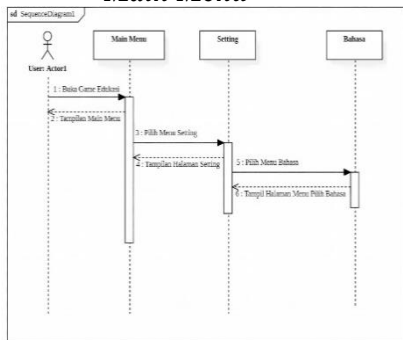 sd SequenceDiagram1
Main Menu
Setting
Bahasa
User: Actor1
1 : Buka Game Edukasi
2 : Tampilan Main Menu
3 : Pilih Menu Setting
4 : Tampilan Halaman Setting
5 : Pilih Menu Bahasa
6 : Tampil Halaman Menu Pilih Bahasa